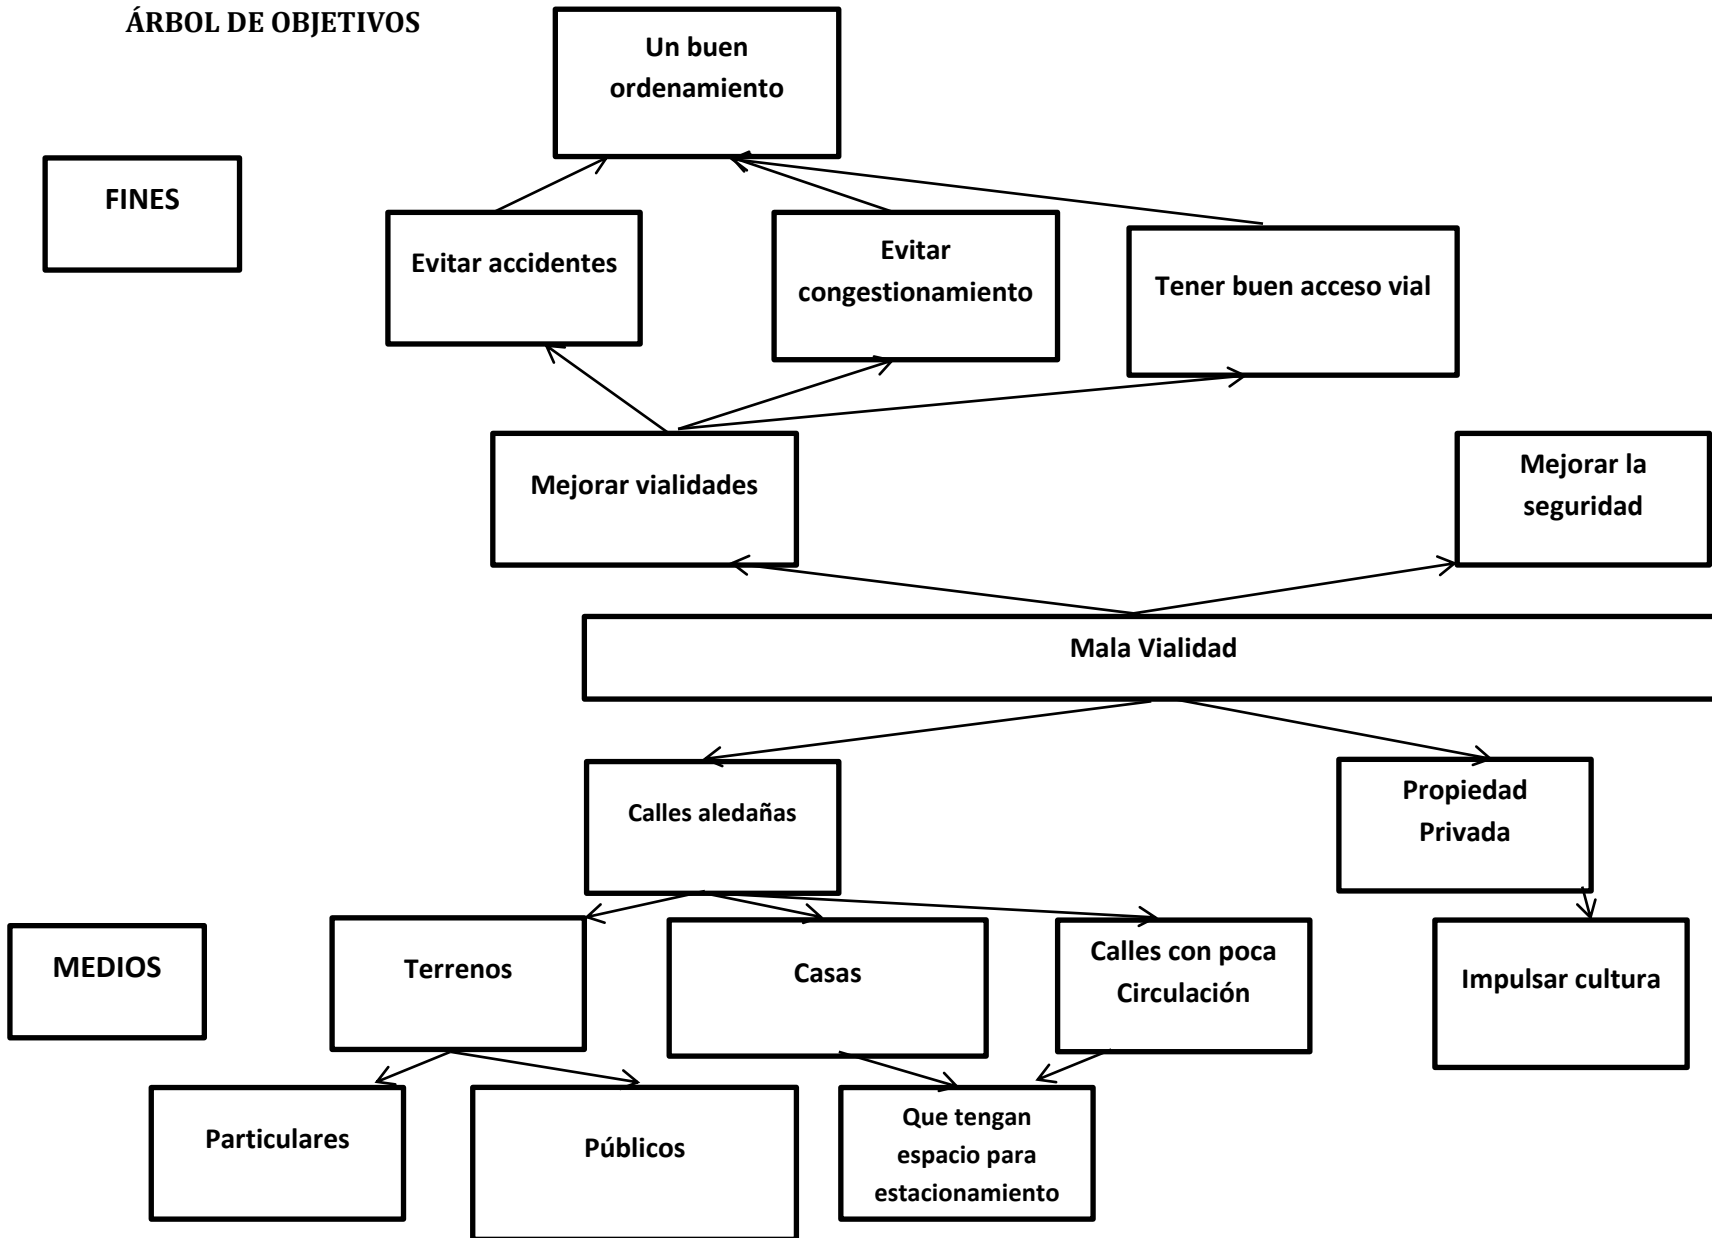 ÁRBOL DE OBJETIVOS
Un buen
ordenamiento
FINES
Evitar accidentes
Evitar
congestionamiento
Tener buen acceso vial
Mejorar vialidades
Mejorar la
seguridad
Mala Vialidad
Calles aledañas
Propiedad
Privada
MEDIOS
Terrenos
Casas
Calles con poca
Circulación
Impulsar cultura
Particulares
Públicos
Que tengan
espacio para
estacionamiento